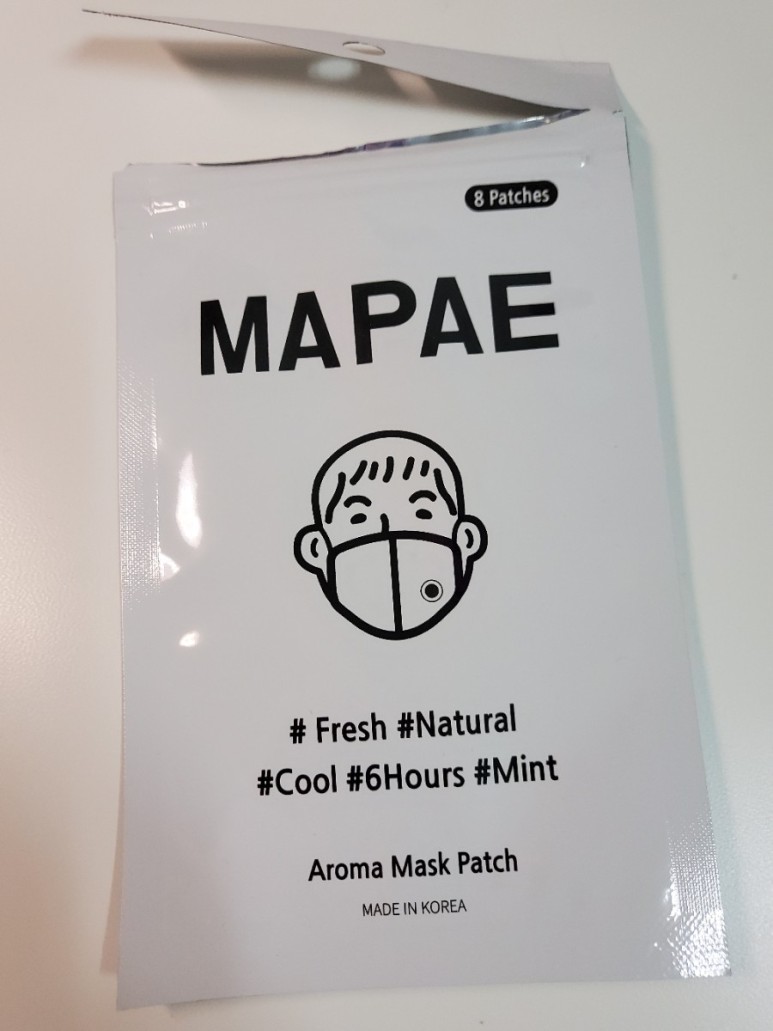 8 Patches
MAPAE
# Fresh #Natural
#Cool #6Hours #Mint
Aroma Mask Patch
MADE IN KOREA